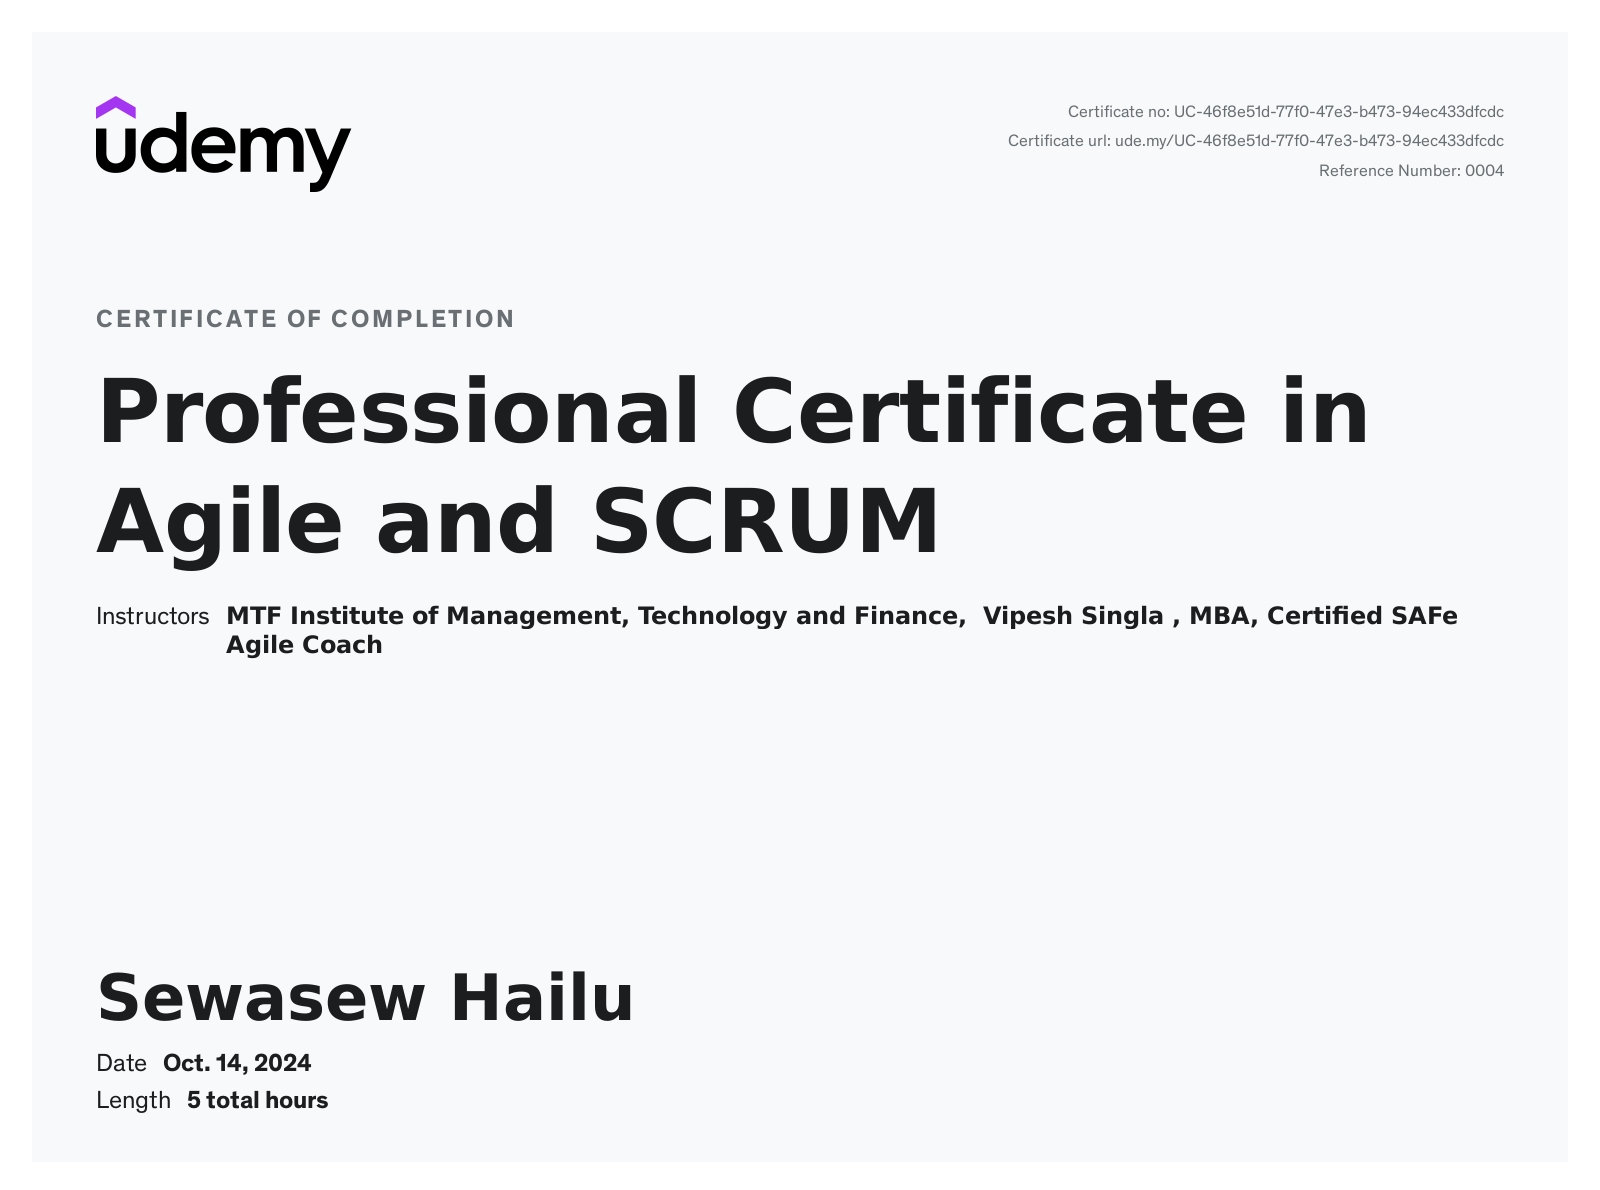 udemy
Certificate no: UC-46f8e51d-77f0-47e3-b473-94ec433dfcdc
Certificate url: ude.my/UC-46f8e51d-77f0-47e3-b473-94ec433dfcdc
Reference Number: 0004
CERTIFICATE OF COMPLETION
Professional Certificate in
Agile and SCRUM
Instructors MTF Institute of Management, Technology and Finance, Vipesh Singla , MBA, Certified SAFe
Agile Coach
Sewasew Hailu
Date Oct. 14, 2024
Length 5 total hours